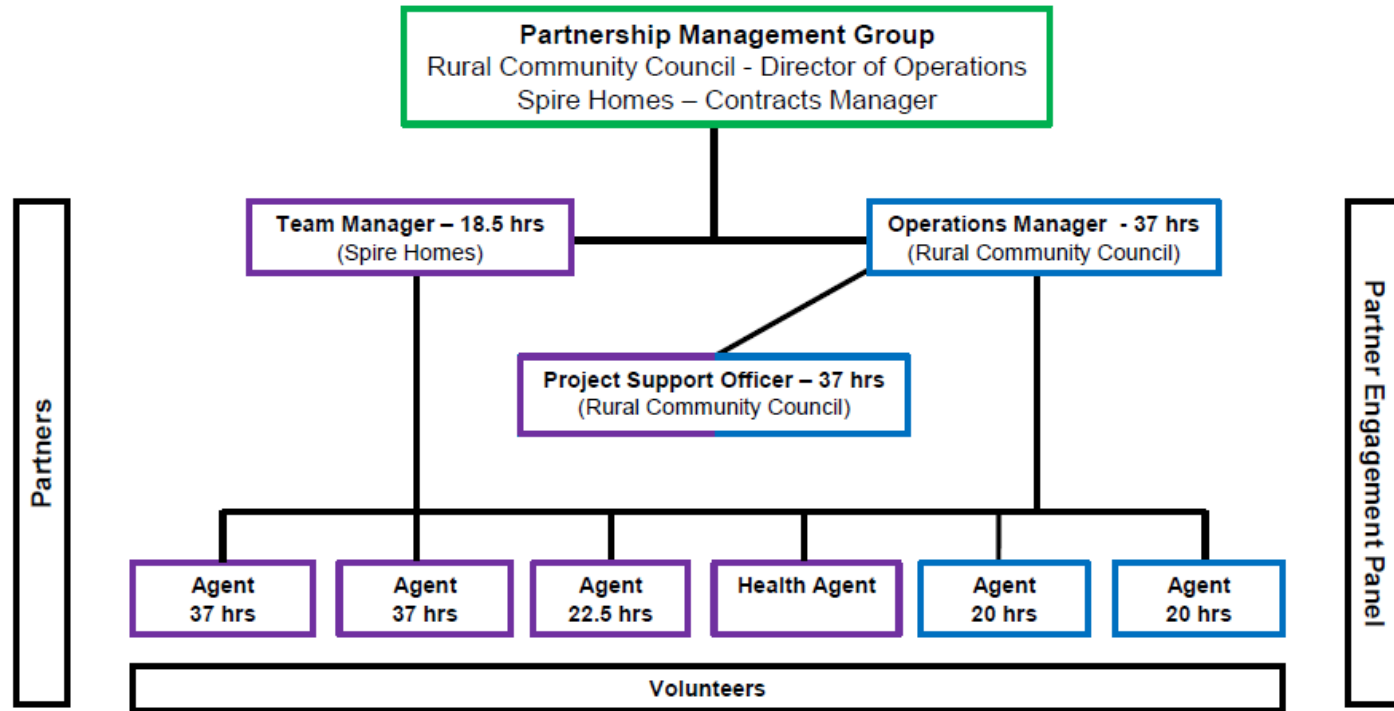 Partnership Management Group
Rural Community Council - Director of Operations
Spire Homes – Contracts Manager
Partners
Team Manager – 18.5 hrs
(Spire Homes)
Operations Manager - 37 hrs
(Rural Community Council)
Partner Engagement Panel
Project Support Officer – 37 hrs
(Rural Community Council)
Agent
37 hrs
Agent
37 hrs
Agent
22.5 hrs
Health Agent
Agent
20 hrs
Agent
20 hrs
Volunteers